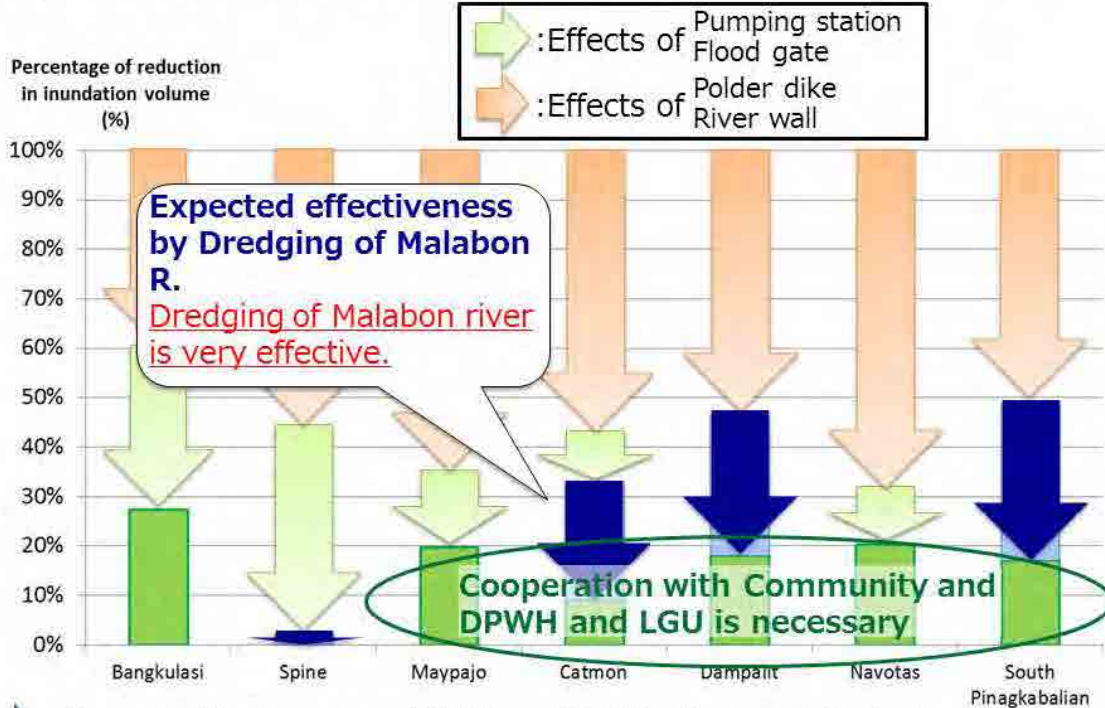 :Effects of Pumping station
Flood gate
:Effects of Polder dike
River wall
Percentage of reduction
in inundation volume
(%)
100%
90%
80%
70%
60%
50%
40%
30%
20%
10%
0%
Expected effectiveness
by Dredging of Malabon
R.
Dredging of Malabon river
is very effective.
Cooperation with Community and
DPWH and LGU is necessary
Bangkulasi
Spine
Maypajo
Catmon
Dampalit
Navotas
South
Pinagkabalian